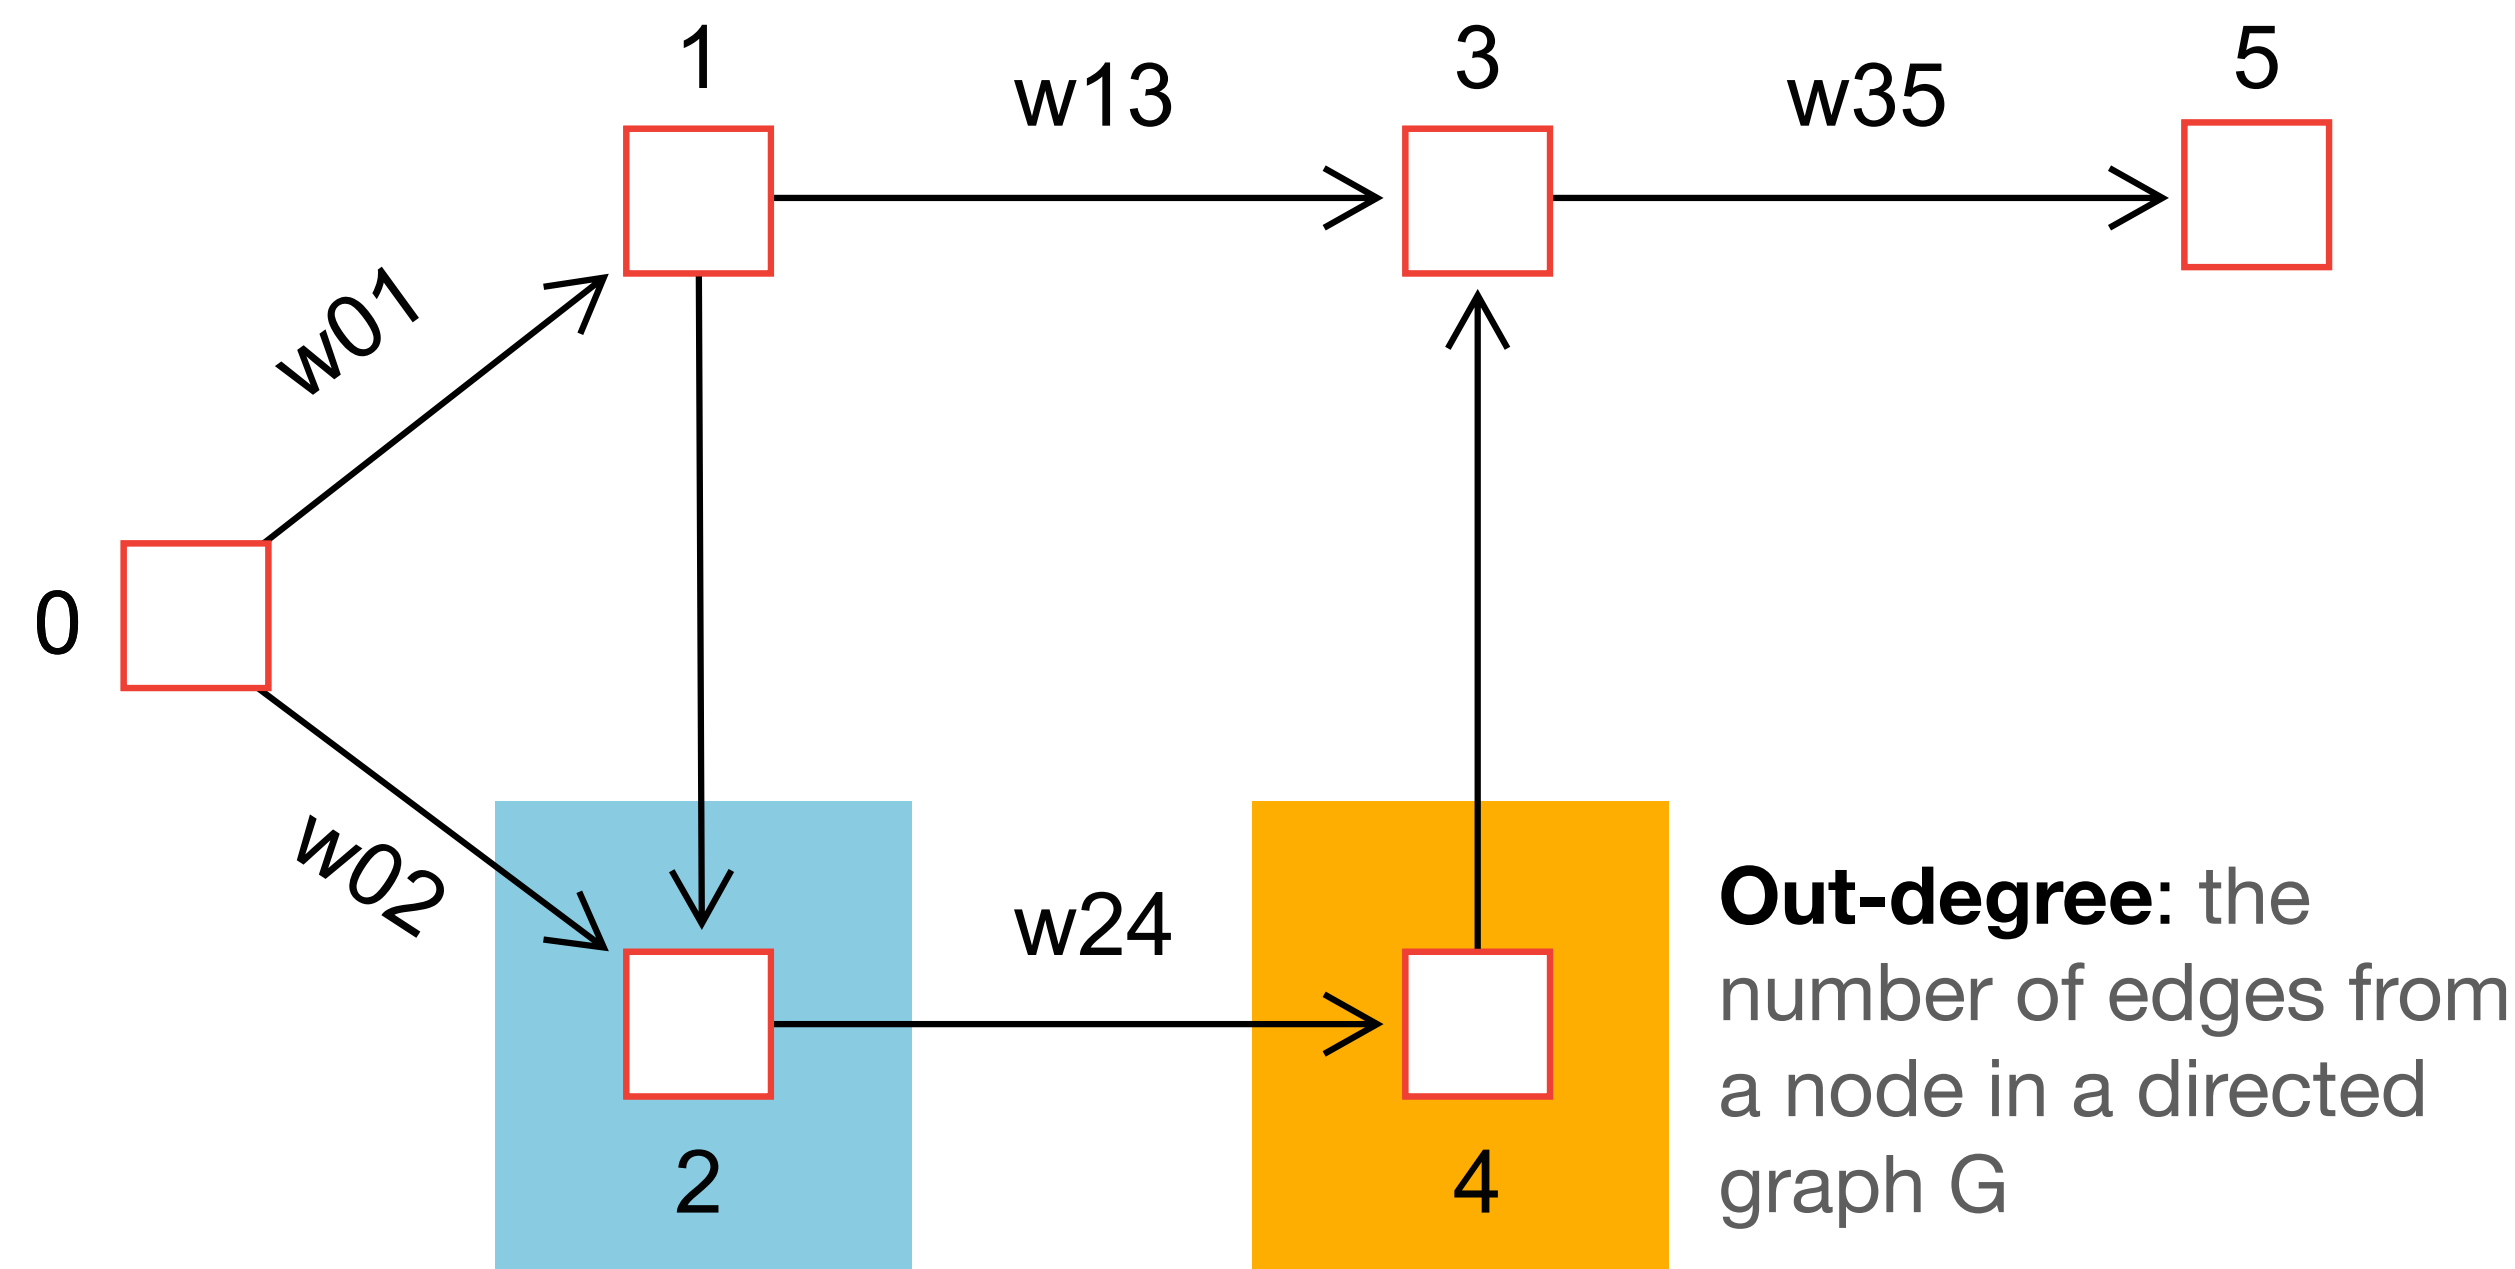 1
3
5
w13
w35
w01
0
w02
w24
2
4
Out-degree: the
number of edges from
a node in a directed
graph G